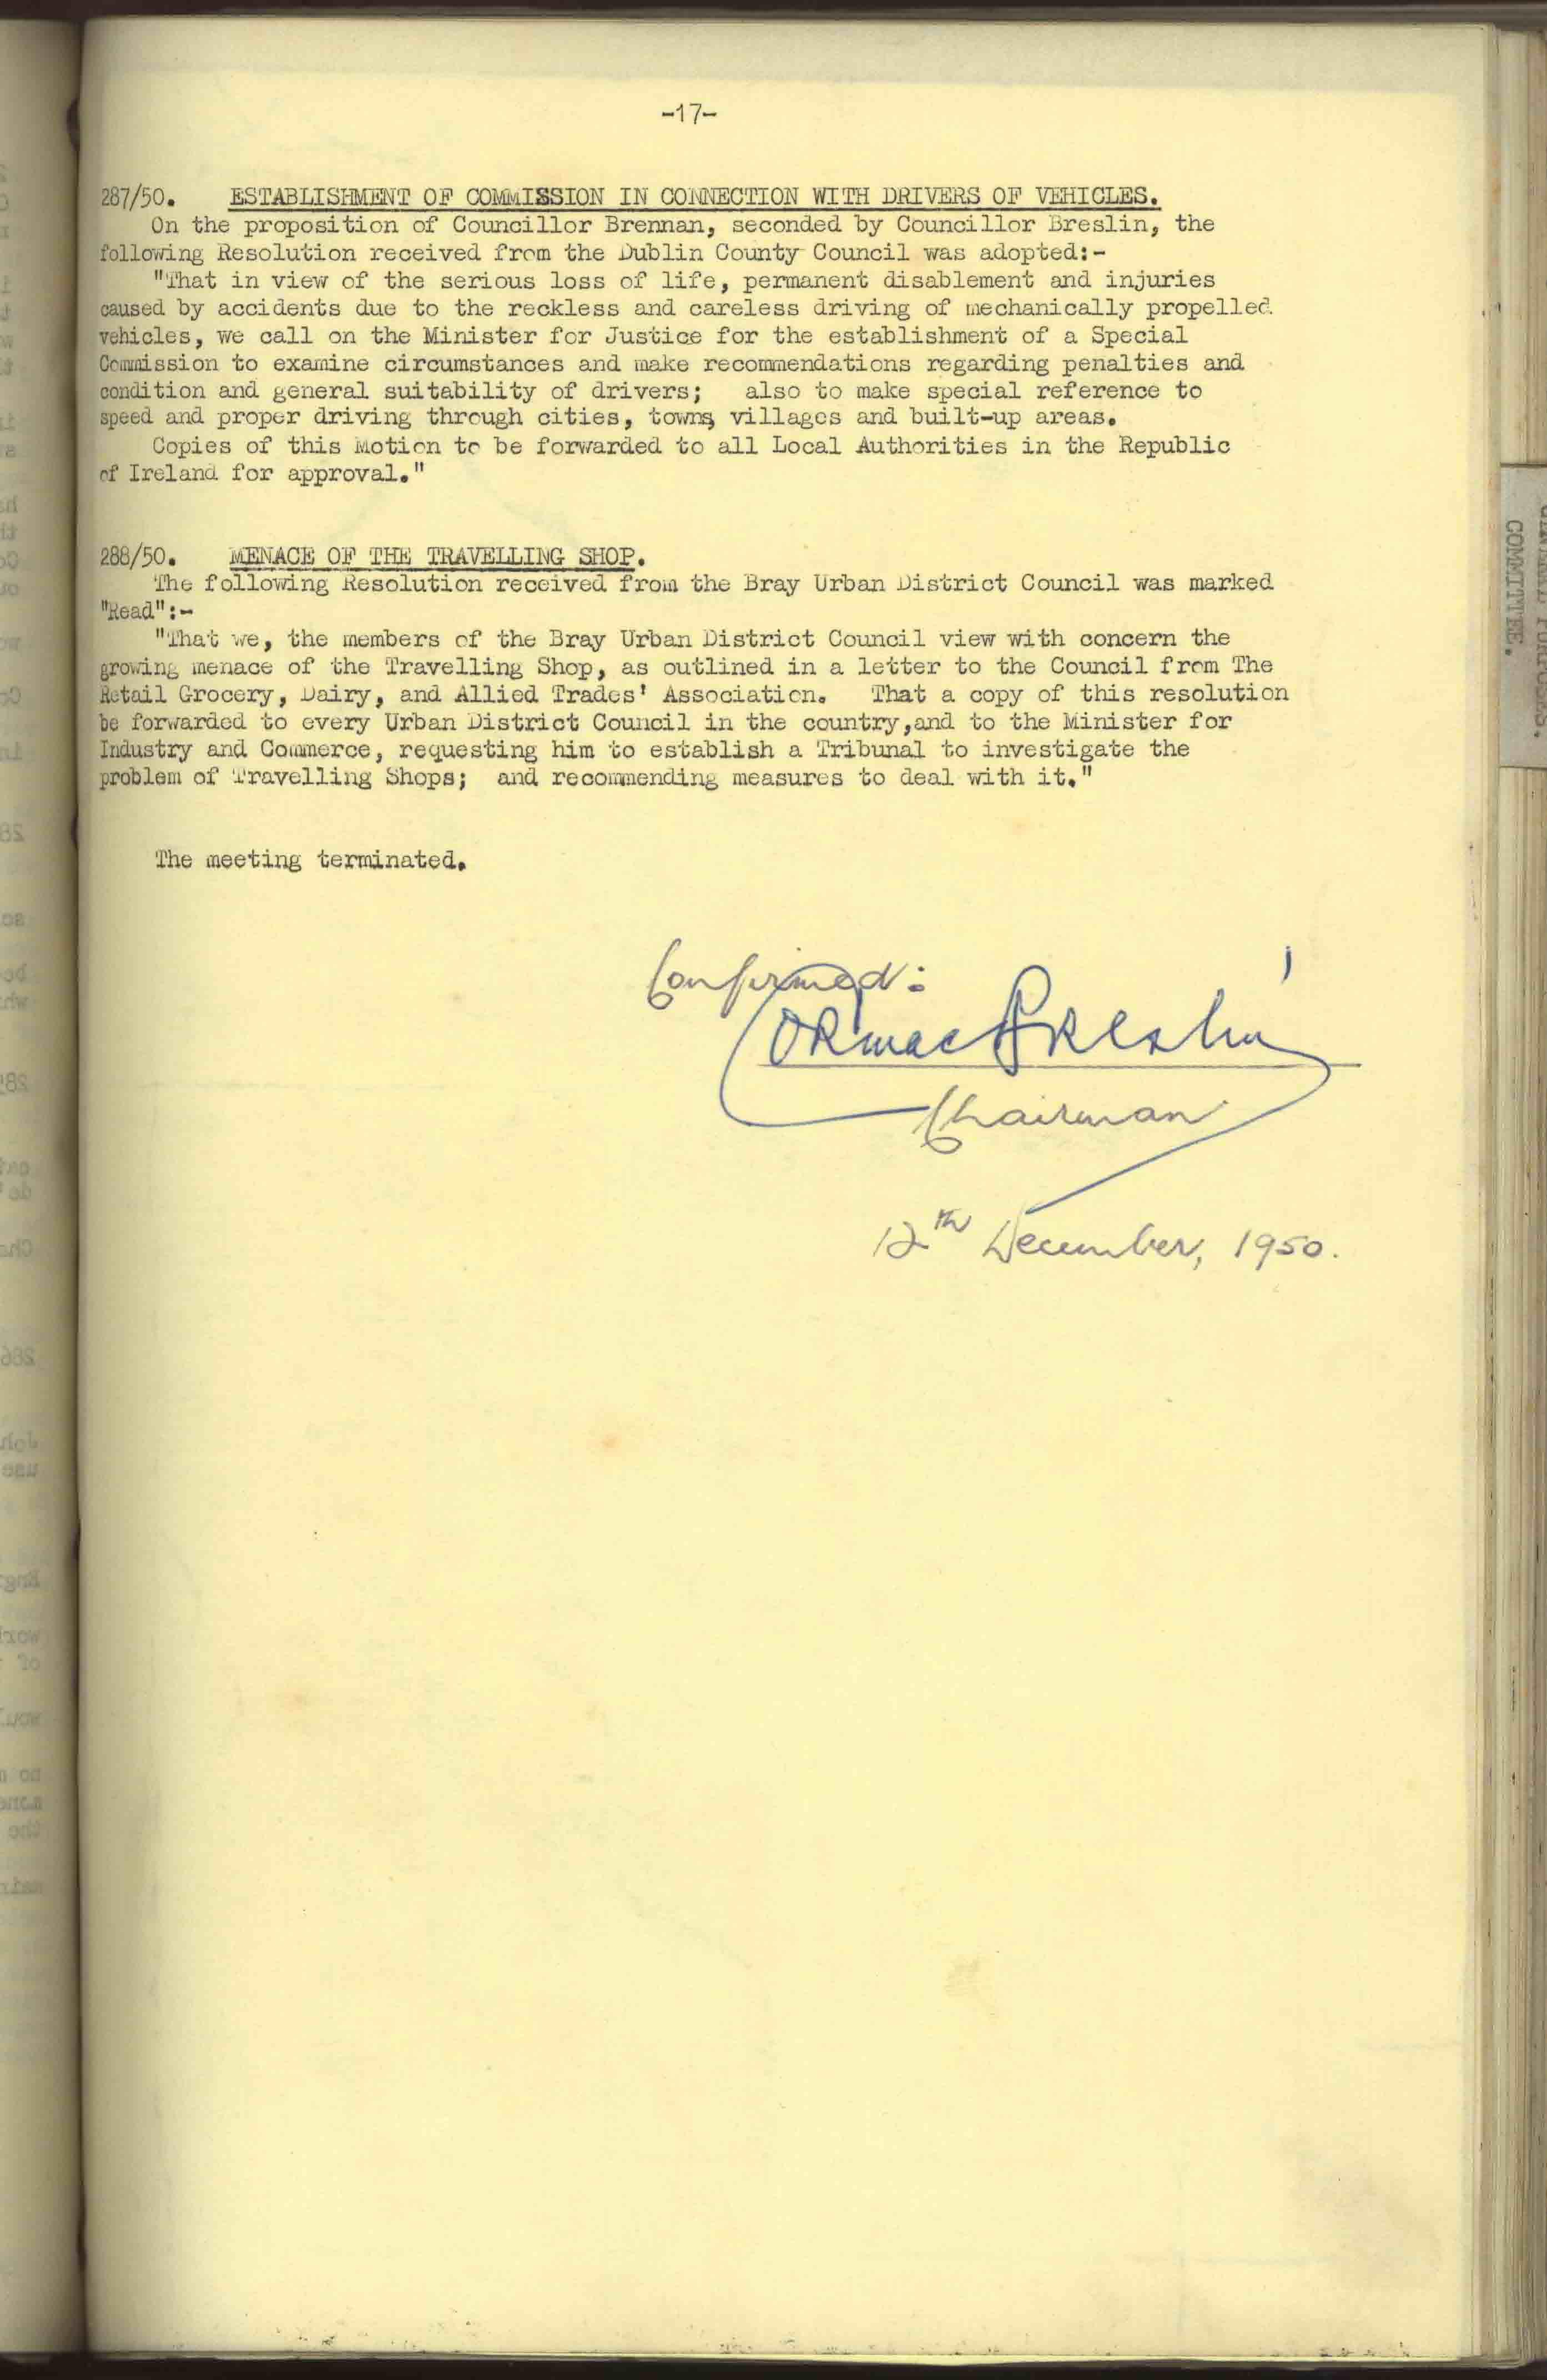 -17-
287/50. ESTABLISHMENT OF COMMISSION IN CONNECTION WITH DRIVERS OF VEHICLES.
On the proposition of Councillor Brennan, seconded by Councillor Breslin, the
following Resolution received from the Dublin County Council was adopted:-
"That in view of the serious loss of life, permanent disablement and injuries
caused by accidents due to the reckless and careless driving of mechanically propelled
vehicles, we call on the Minister for Justice for the establishment of a Special
Commission to examine circumstances and make recommendations regarding penalties and
condition and general suitability of drivers; also to make special reference to
speed and proper driving through cities, towns, villages and built-up areas.
Copies of this Motion to be forwarded to all Local Authorities in the Republic
of Ireland for approval."
288/50. MENACE OF THE TRAVELLING SHOP.
The following Resolution received from the Bray Urban District Council was marked
"Read":-
"That we, the members of the Bray Urban District Council view with concern the
growing menace of the Travelling Shop, as outlined in a letter to the Council from The
Retail Grocery, Dairy, and Allied Trades' Association. That a copy of this resolution
be forwarded to every Urban District Council in the country,and to the Minister for
Industry and Commerce, requesting him to establish a Tribunal to investigate the
problem of Travelling Shops; and recommending measures to deal with it."
The meeting terminated.
Confirmed:
Cormac Breslin
Chairman
12th December, 1950.
COMMITTEE.